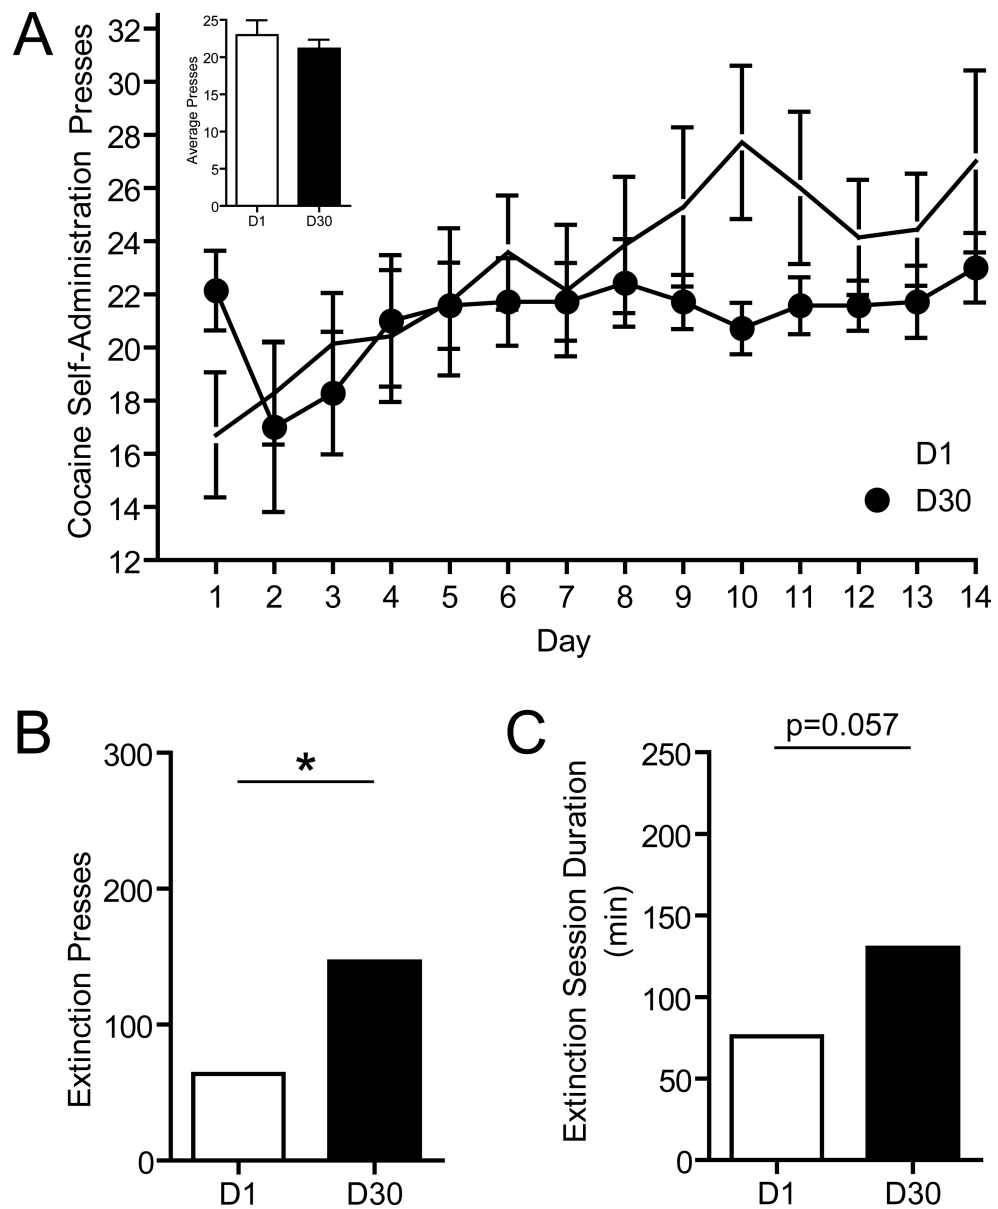 A
Cocaine Self-Administration Presses
32
30
28
26
24
22
20
18
16
14
12
Average Presses
25
20
15
10
5
0
D1 D30
D1
D30
1 2 3 4 5 6 7 8 9 10 11 12 13 14
Day
B
Extinction Presses
300
200
100
0
*
D1 D30
C
Extinction Session Duration
(min)
250
200
150
100
50
0
p=0.057
D1 D30